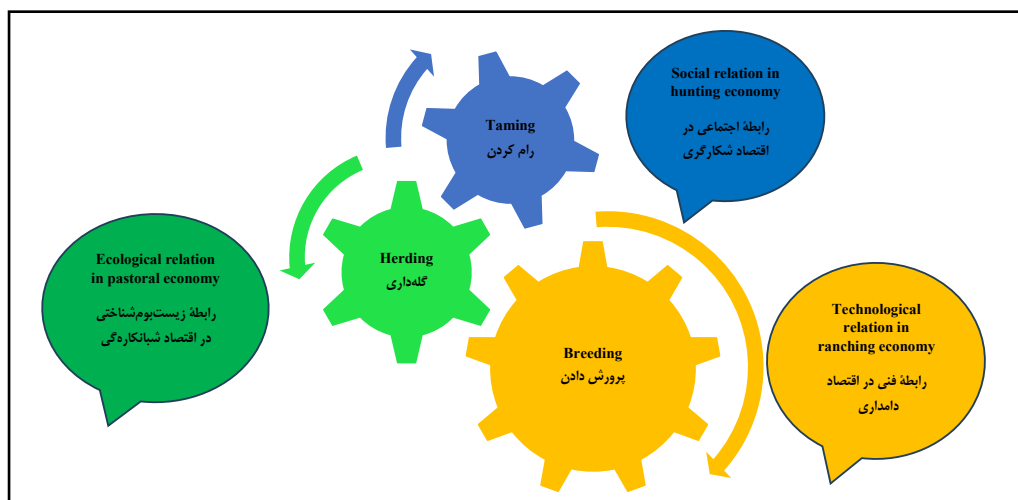 Taming
رام کردن
Social relation in
hunting economy
رابطهٔ اجتماعی در
اقتصاد شکارگری
Herding
گله‌داری
Ecological relation
in pastoral economy
رابطهٔ زیست‌بوم‌شناختی
در اقتصاد شبانکاره‌گی
Breeding
پرورش دادن
Technological
relation in
ranching economy
رابطهٔ فنی در اقتصاد
دامداری